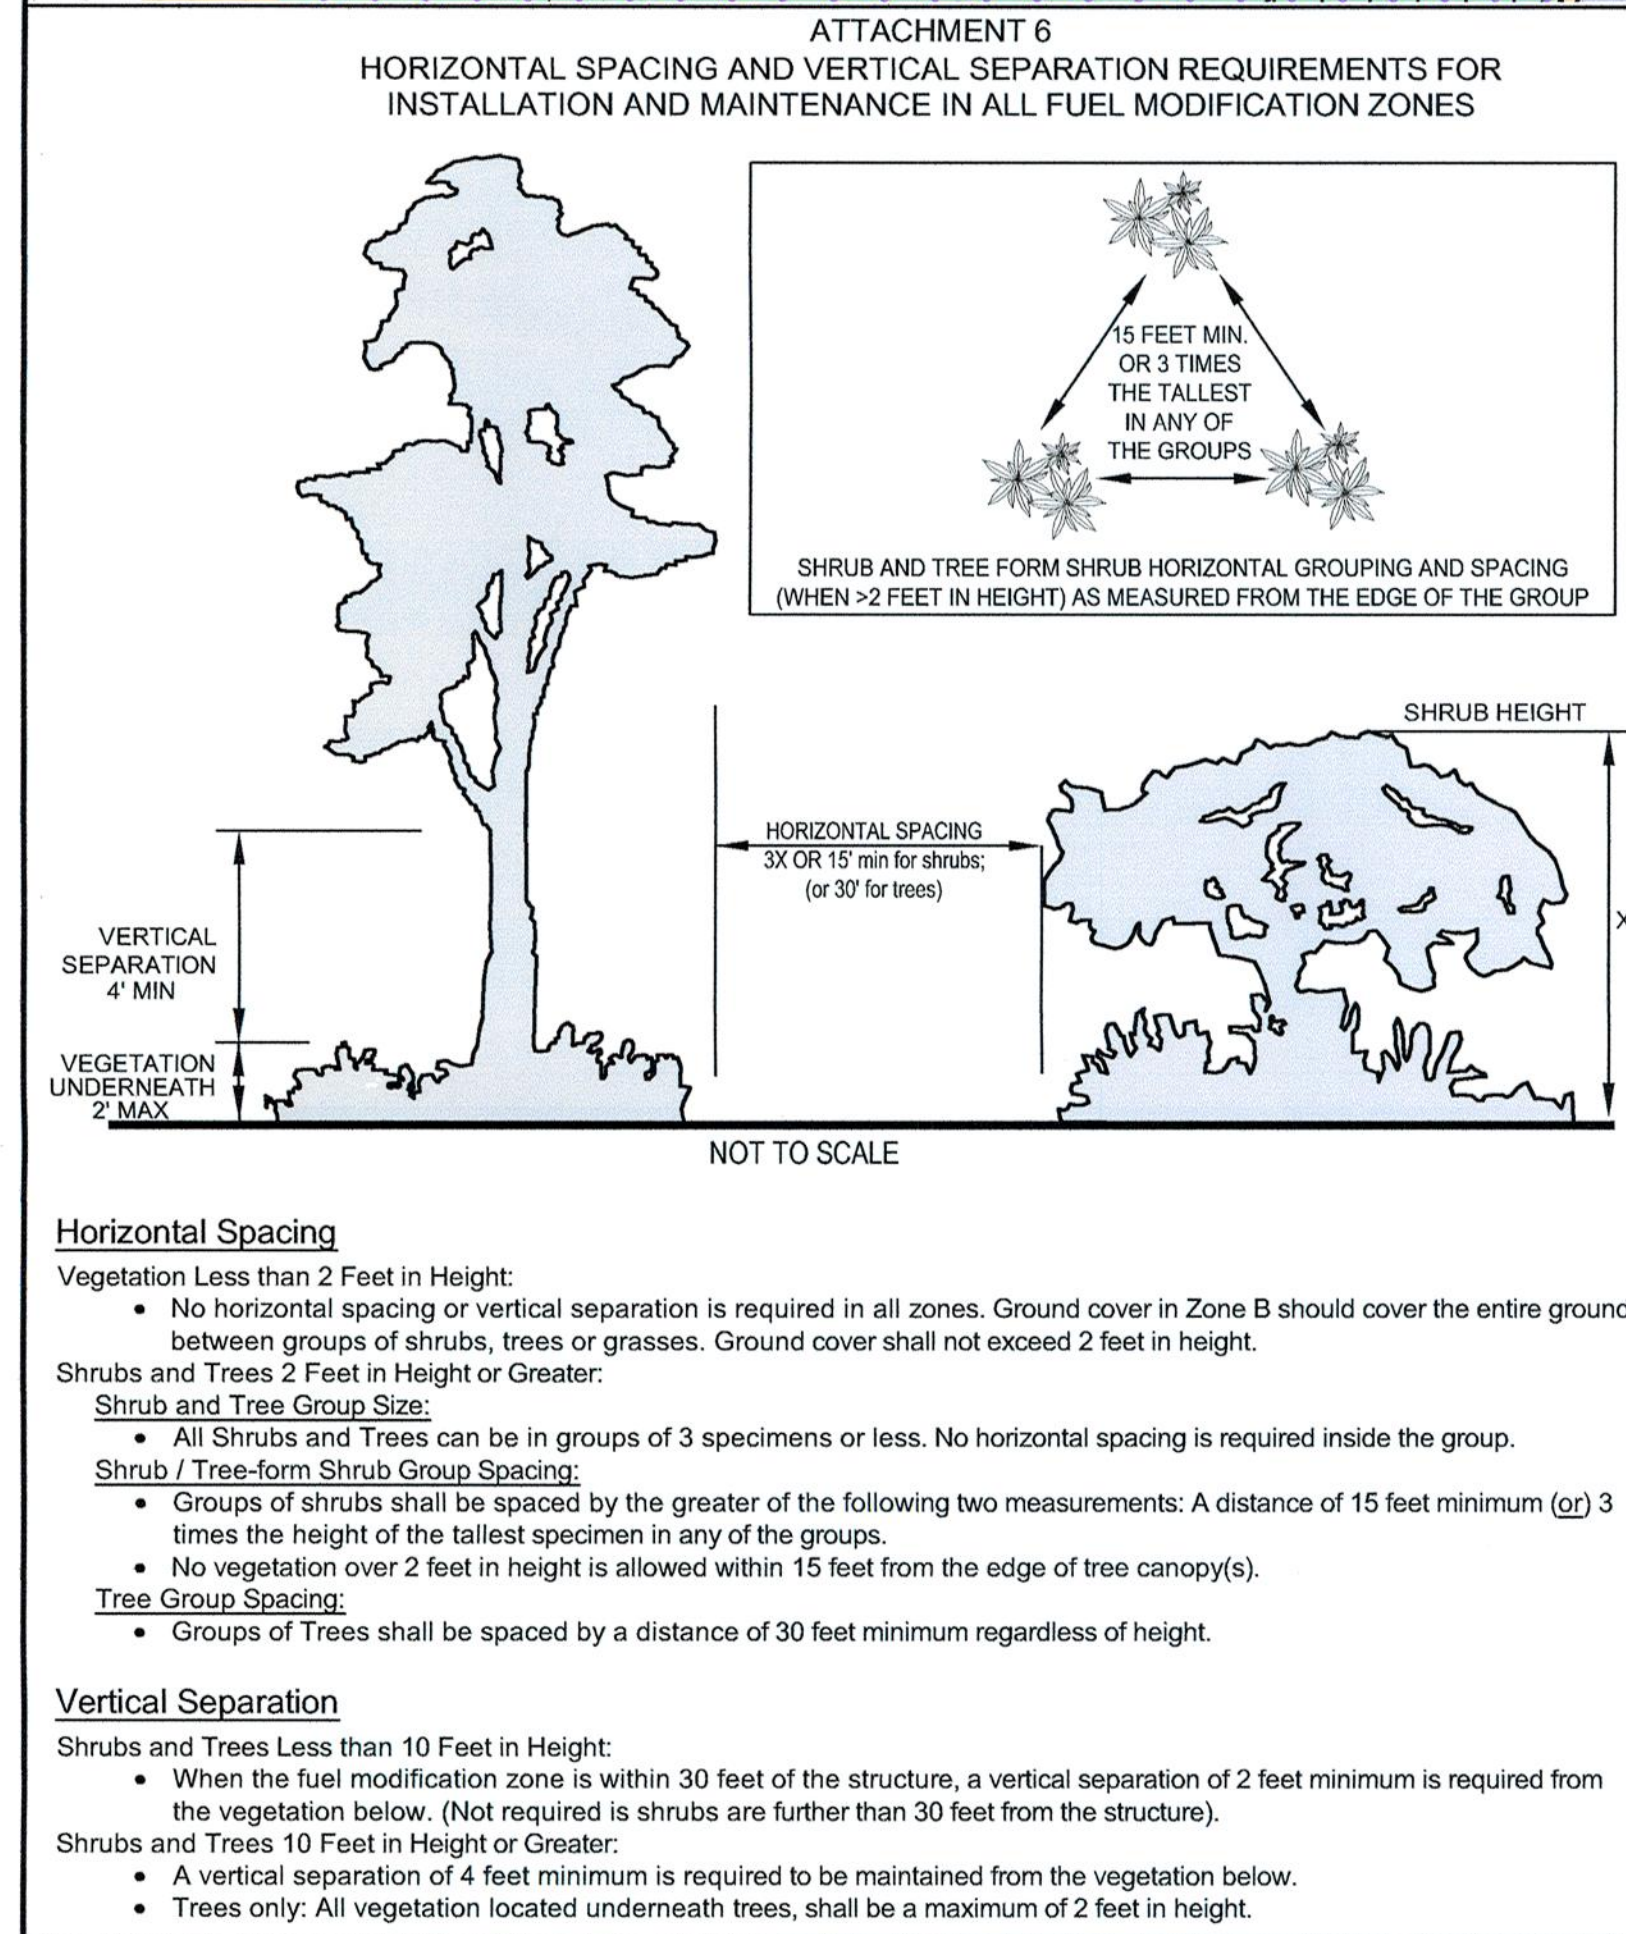 ATTACHMENT 6
HORIZONTAL SPACING AND VERTICAL SEPARATION REQUIREMENTS FOR
INSTALLATION AND MAINTENANCE IN ALL FUEL MODIFICATION ZONES
15 FEET MIN.
OR 3 TIMES
THE TALLEST
IN ANY OF
THE GROUPS
SHRUB AND TREE FORM SHRUB HORIZONTAL GROUPING AND SPACING
(WHEN >2 FEET IN HEIGHT) AS MEASURED FROM THE EDGE OF THE GROUP
SHRUB HEIGHT
HORIZONTAL SPACING
3X OR 15' min for shrubs;
(or 30' for trees)
X
VERTICAL
SEPARATION
4' MIN
VEGETATION
UNDERNEATH
2' MAX
NOT TO SCALE
Horizontal Spacing
Vegetation Less than 2 Feet in Height:
• No horizontal spacing or vertical separation is required in all zones. Ground cover in Zone B should cover the entire ground
between groups of shrubs, trees or grasses. Ground cover shall not exceed 2 feet in height.
Shrubs and Trees 2 Feet in Height or Greater:
Shrub and Tree Group Size:
• All Shrubs and Trees can be in groups of 3 specimens or less. No horizontal spacing is required inside the group.
Shrub / Tree-form Shrub Group Spacing:
• Groups of shrubs shall be spaced by the greater of the following two measurements: A distance of 15 feet minimum (or) 3
times the height of the tallest specimen in any of the groups.
• No vegetation over 2 feet in height is allowed within 15 feet from the edge of tree canopy(s).
Tree Group Spacing:
• Groups of Trees shall be spaced by a distance of 30 feet minimum regardless of height.
Vertical Separation
Shrubs and Trees Less than 10 Feet in Height:
• When the fuel modification zone is within 30 feet of the structure, a vertical separation of 2 feet minimum is required from
the vegetation below. (Not required is shrubs are further than 30 feet from the structure).
Shrubs and Trees 10 Feet in Height or Greater:
• A vertical separation of 4 feet minimum is required to be maintained from the vegetation below.
• Trees only: All vegetation located underneath trees, shall be a maximum of 2 feet in height.